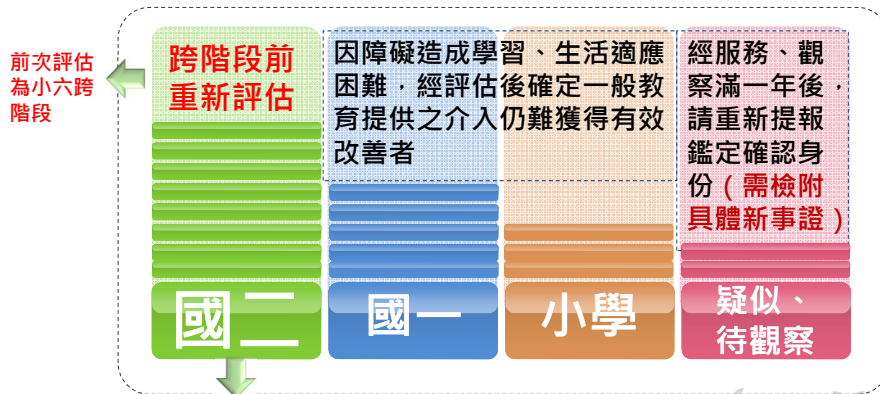 前次評估
為小六跨
階段
跨階段前
重新評估
因障礙造成學習、生活適應
困難，經評估後確定一般教
育提供之介入仍難獲得有效
改善者
經服務、觀
察滿一年後，
請重新提報
鑑定確認身
份（需檢附
具體新事證）
國二
國一
小學
疑似、
待觀察